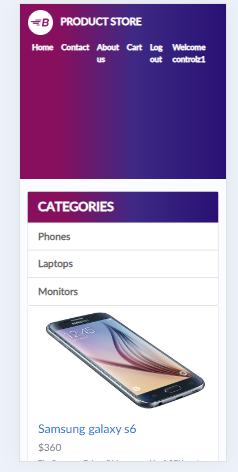 B PRODUCT STORE
Home Contact About us Cart Log out Welcome controlz1
CATEGORIES
Phones
Laptops
Monitors
Samsung galaxy s6
$360